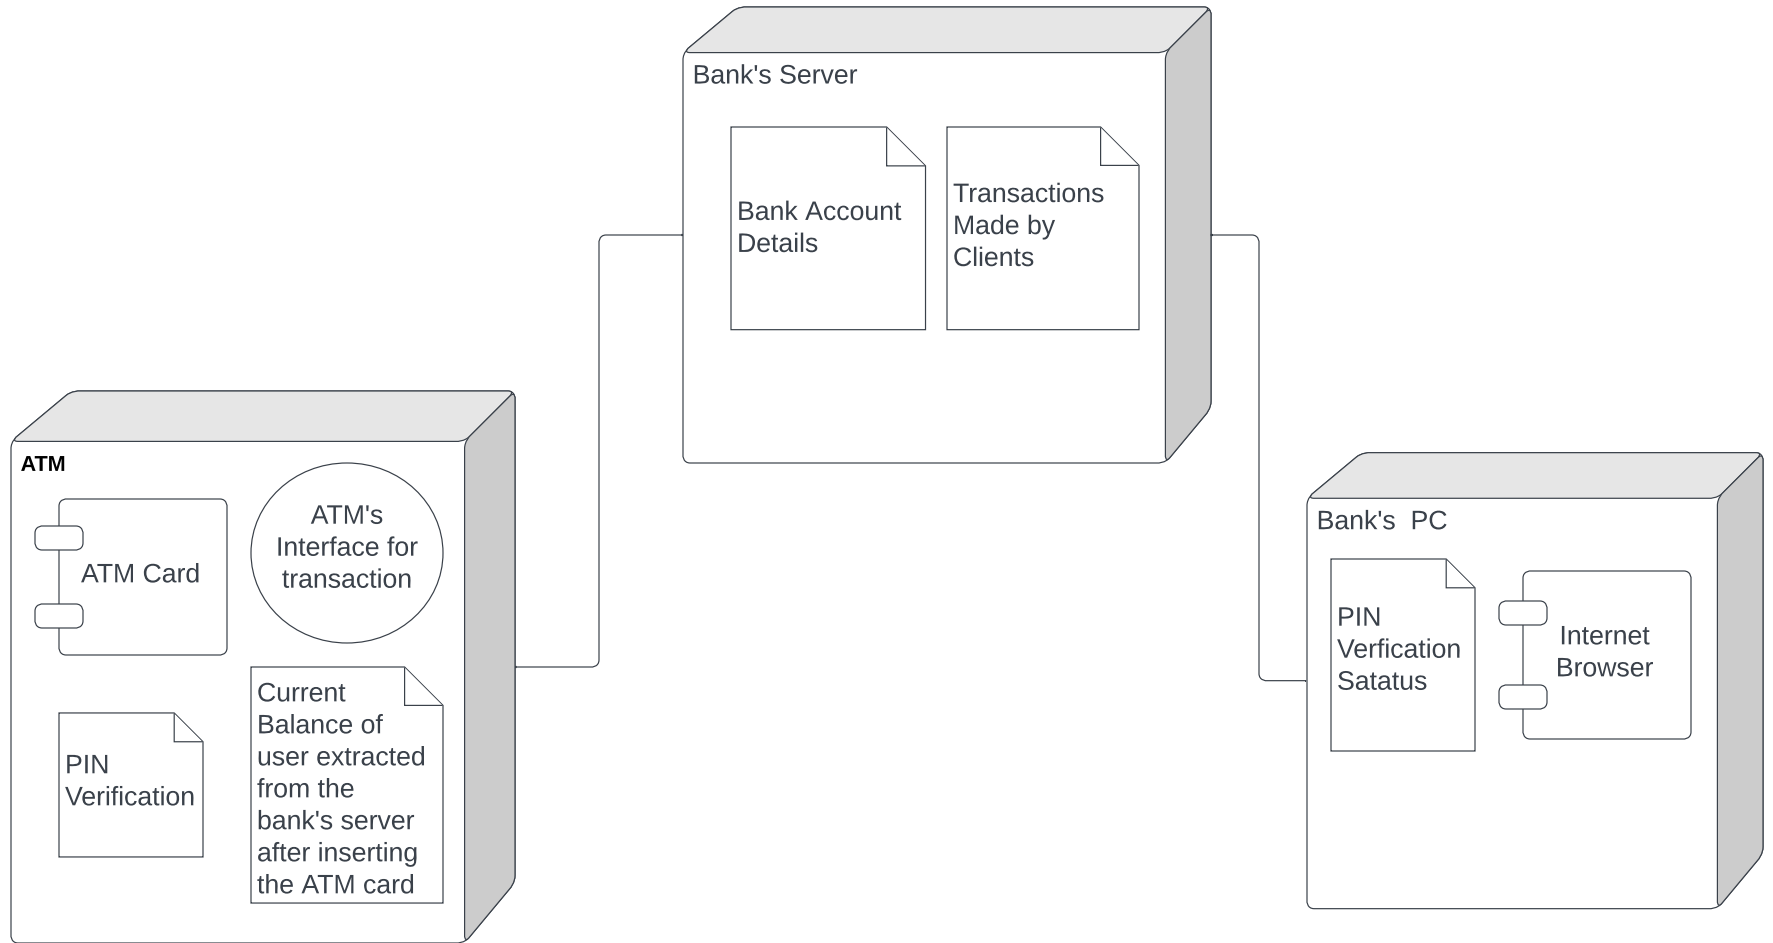 Bank's Server
Bank Account
Details
Transactions
Made by
Clients
ATM
ATM Card
ATM's
Interface for
transaction
PIN
Verification
Current
Balance of
user extracted
from the
bank's server
after inserting
the ATM card
Bank's  PC
PIN
Verfication
Satatus
Internet
Browser